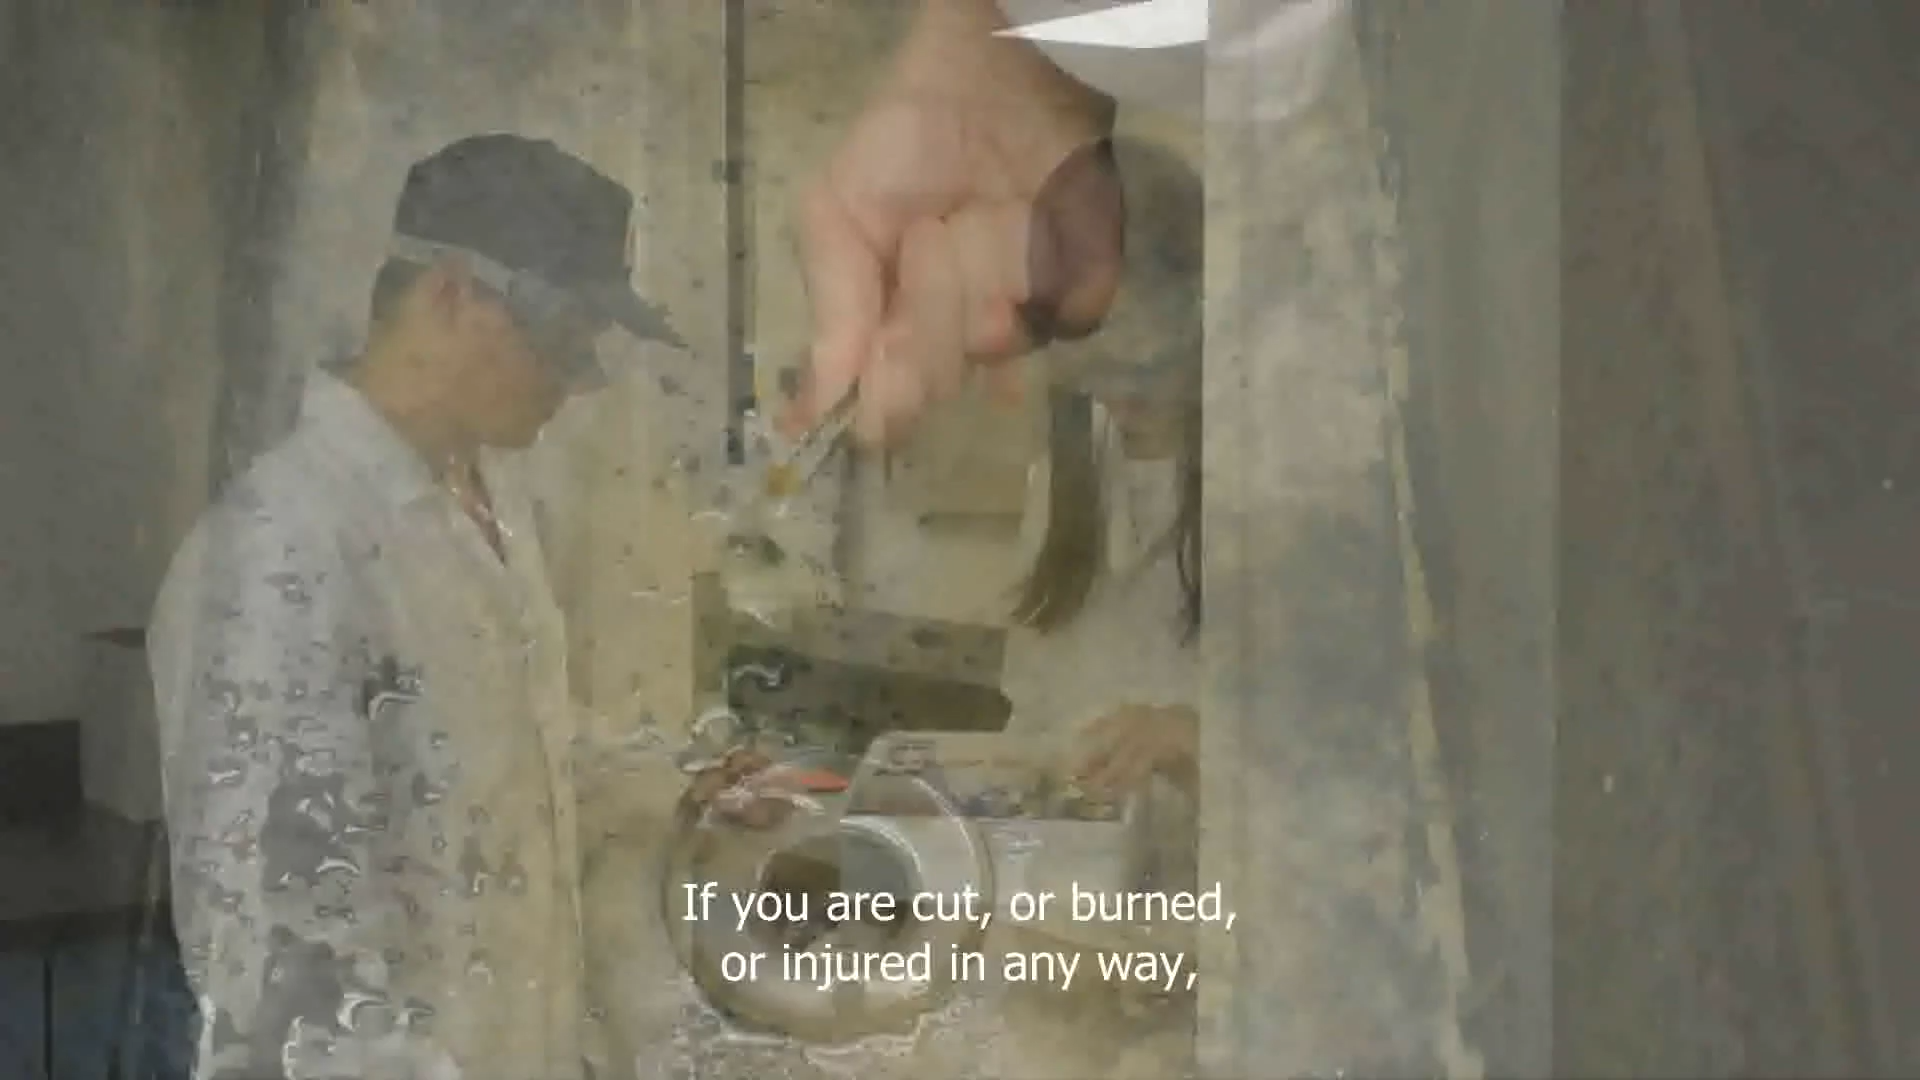 If you are cut, or burned,
or injured in any way,